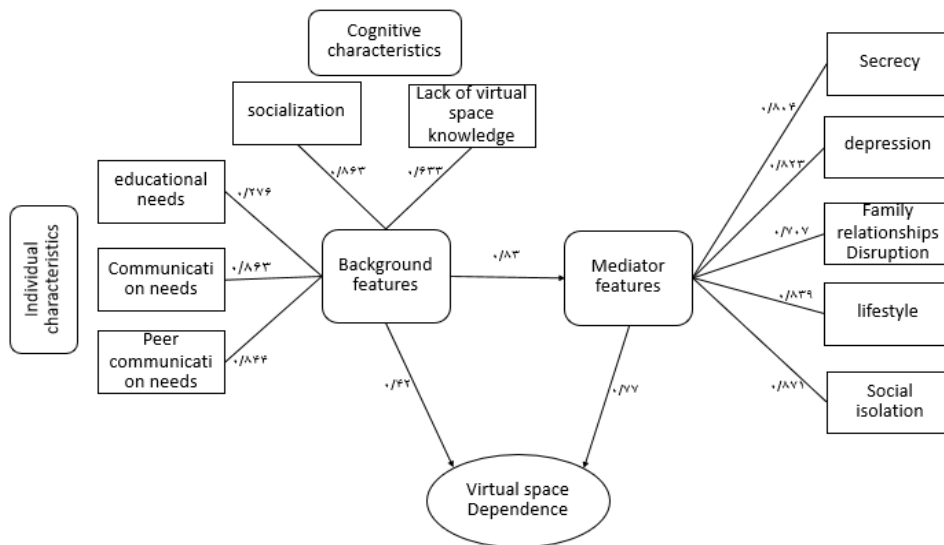 Cognitive
characteristics
Secrecy
socialization
Lack of virtual
space
knowledge
۰/۸۰۴
۰/۸۶۳
۰/۶۳۳
depression
۰/۸۲۳
educational
needs
۰/۲۷۶
Family
relationships
Disruption
۰/۷۰۷
Individual
characteristics
Communicati
on needs
۰/۸۶۳
Background
features
۰/۸۳
Mediator
features
۰/۸۳۹
lifestyle
Peer
communicati
on needs
۰/۸۴۴
۰/۴۲
۰/۷۷
۰/۸۷۱
Social
isolation
Virtual space
Dependence